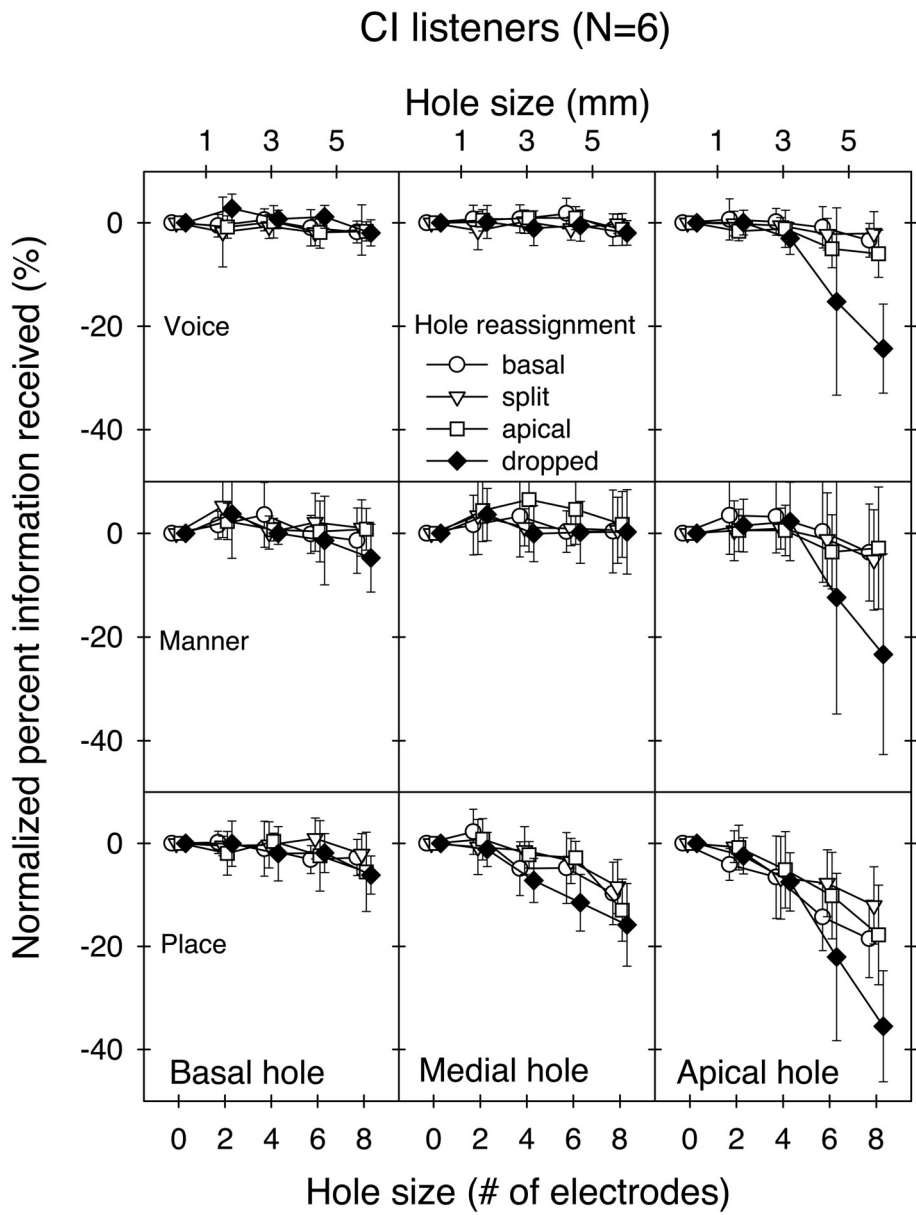 CI listeners (N=6)
Hole size (mm)
1 3 5 1 3 5 1 3 5
Normalized percent information received (%)
0
-20
-40
Voice
Hole reassignment
basal
split
apical
dropped
0
-20
-40
Manner
0
-20
-40
Place
Basal hole Medial hole Apical hole
0 2 4 6 8 0 2 4 6 8 0 2 4 6 8
Hole size (# of electrodes)